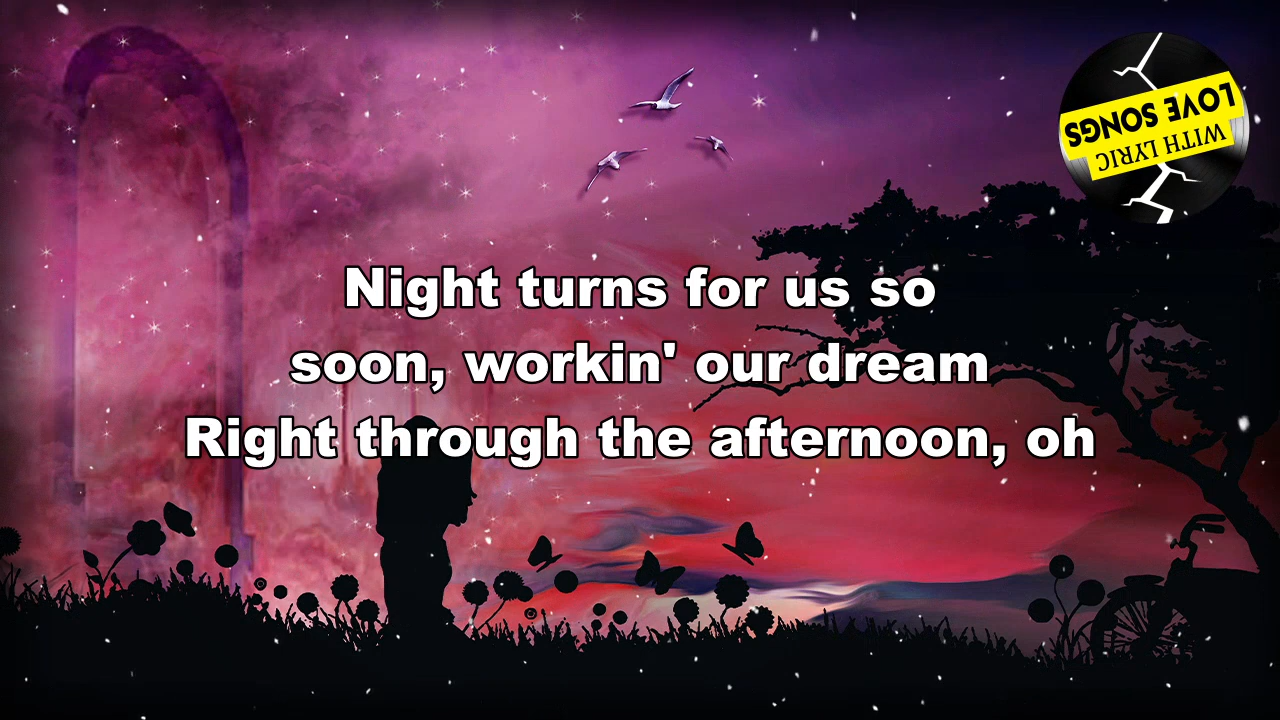 LOVE SONGS
WITH LYRIC
Night turns for us so
soon, workin' our dream
Right through the afternoon, oh